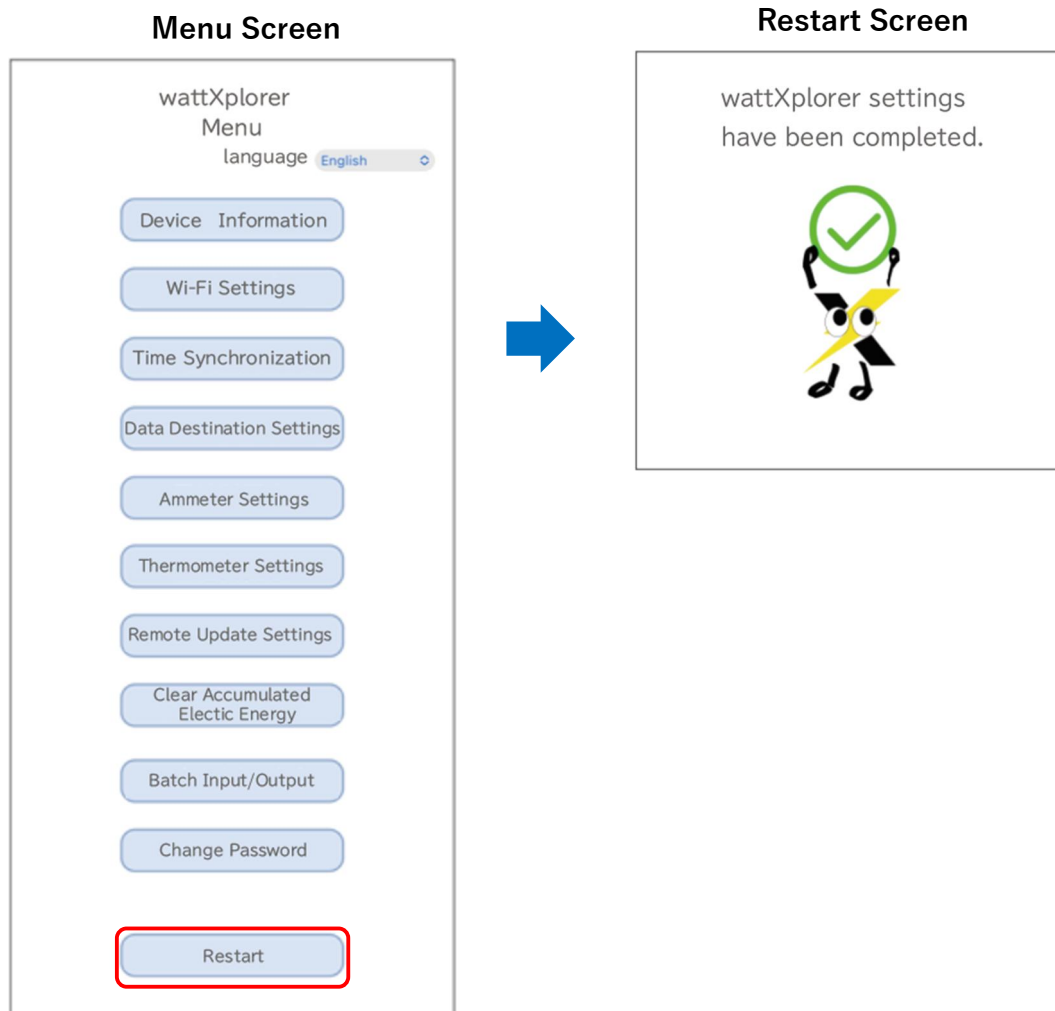 Menu Screen
wattXplorer
Menu
language English
Device Information
Wi-Fi Settings
Time Synchronization
Data Destination Settings
Ammeter Settings
Thermometer Settings
Remote Update Settings
Clear Accumulated
Electic Energy
Batch Input/Output
Change Password
Restart
Restart Screen
wattXplorer settings
have been completed.